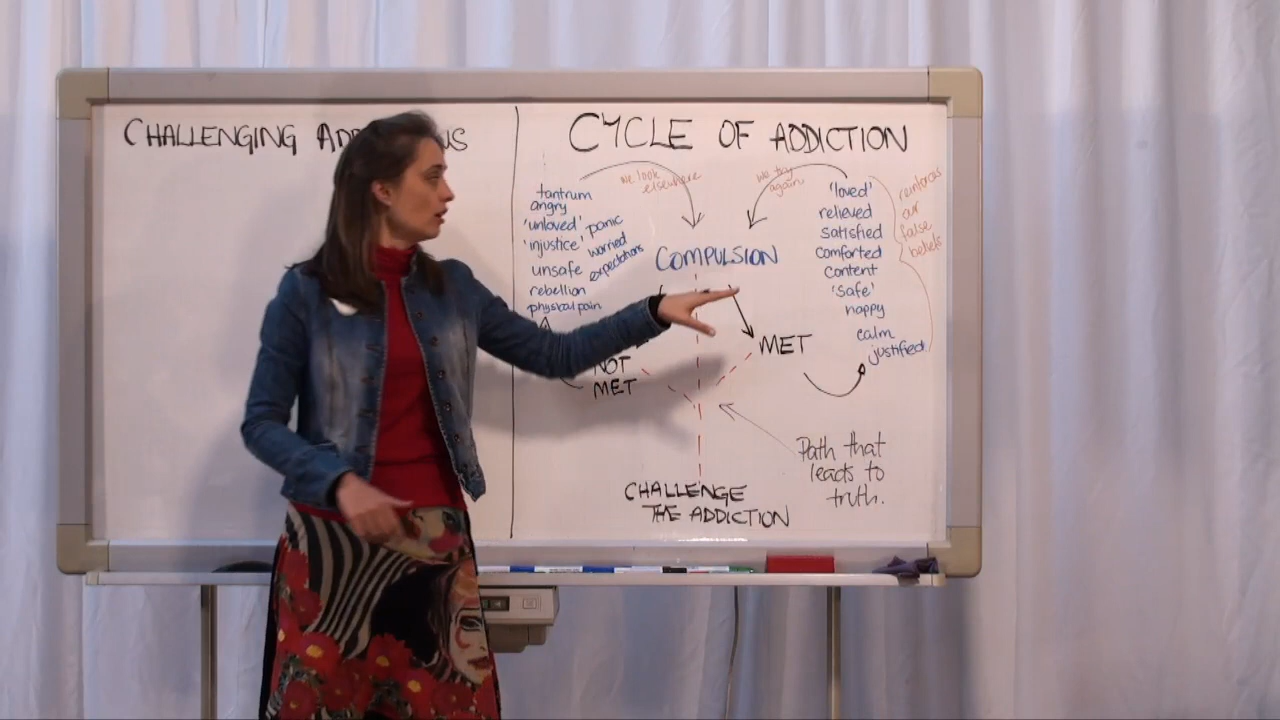 CHALLENGING
CYCLE OF ADDICTION
we look
elsewhere
we try
again
tantrum
angry
'unloved' panic
'injustice' worried
unsafe expectations
rebellion
physical pain
COMPULSION
'loved'
relieved
satisfied
comforted
content
'safe'
happy
calm
justified
reinforces
our
false
beliefs
NOT
MET
MET
Path that
leads to
truth.
CHALLENGE
THE ADDICTION